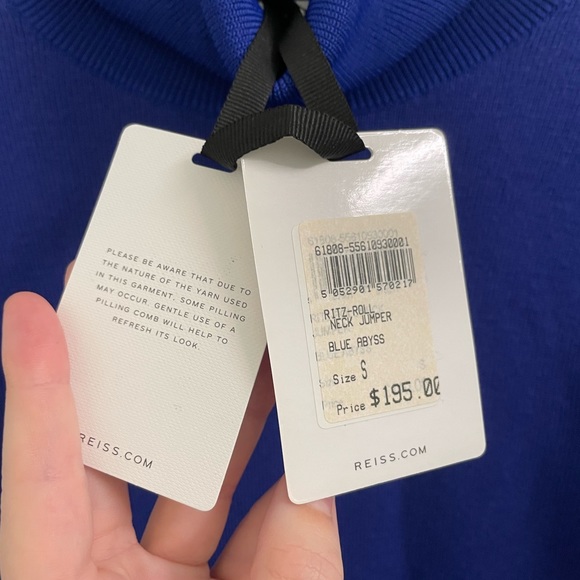 PLEASE BE AWARE THAT DUE TO
THE NATURE OF THE YARN USED
IN THIS GARMENT. SOME PILLING
MAY OCCUR. GENTLE USE OF A
PILLING COMB WILL HELP TO
REFRESH ITS LOOK.
REISS.COM
61808-55610930001
5 052901 570217
RITZ-ROLL
NECK JUMPER
BLUE ABYSS
Size S
Price $195.00
REISS.COM